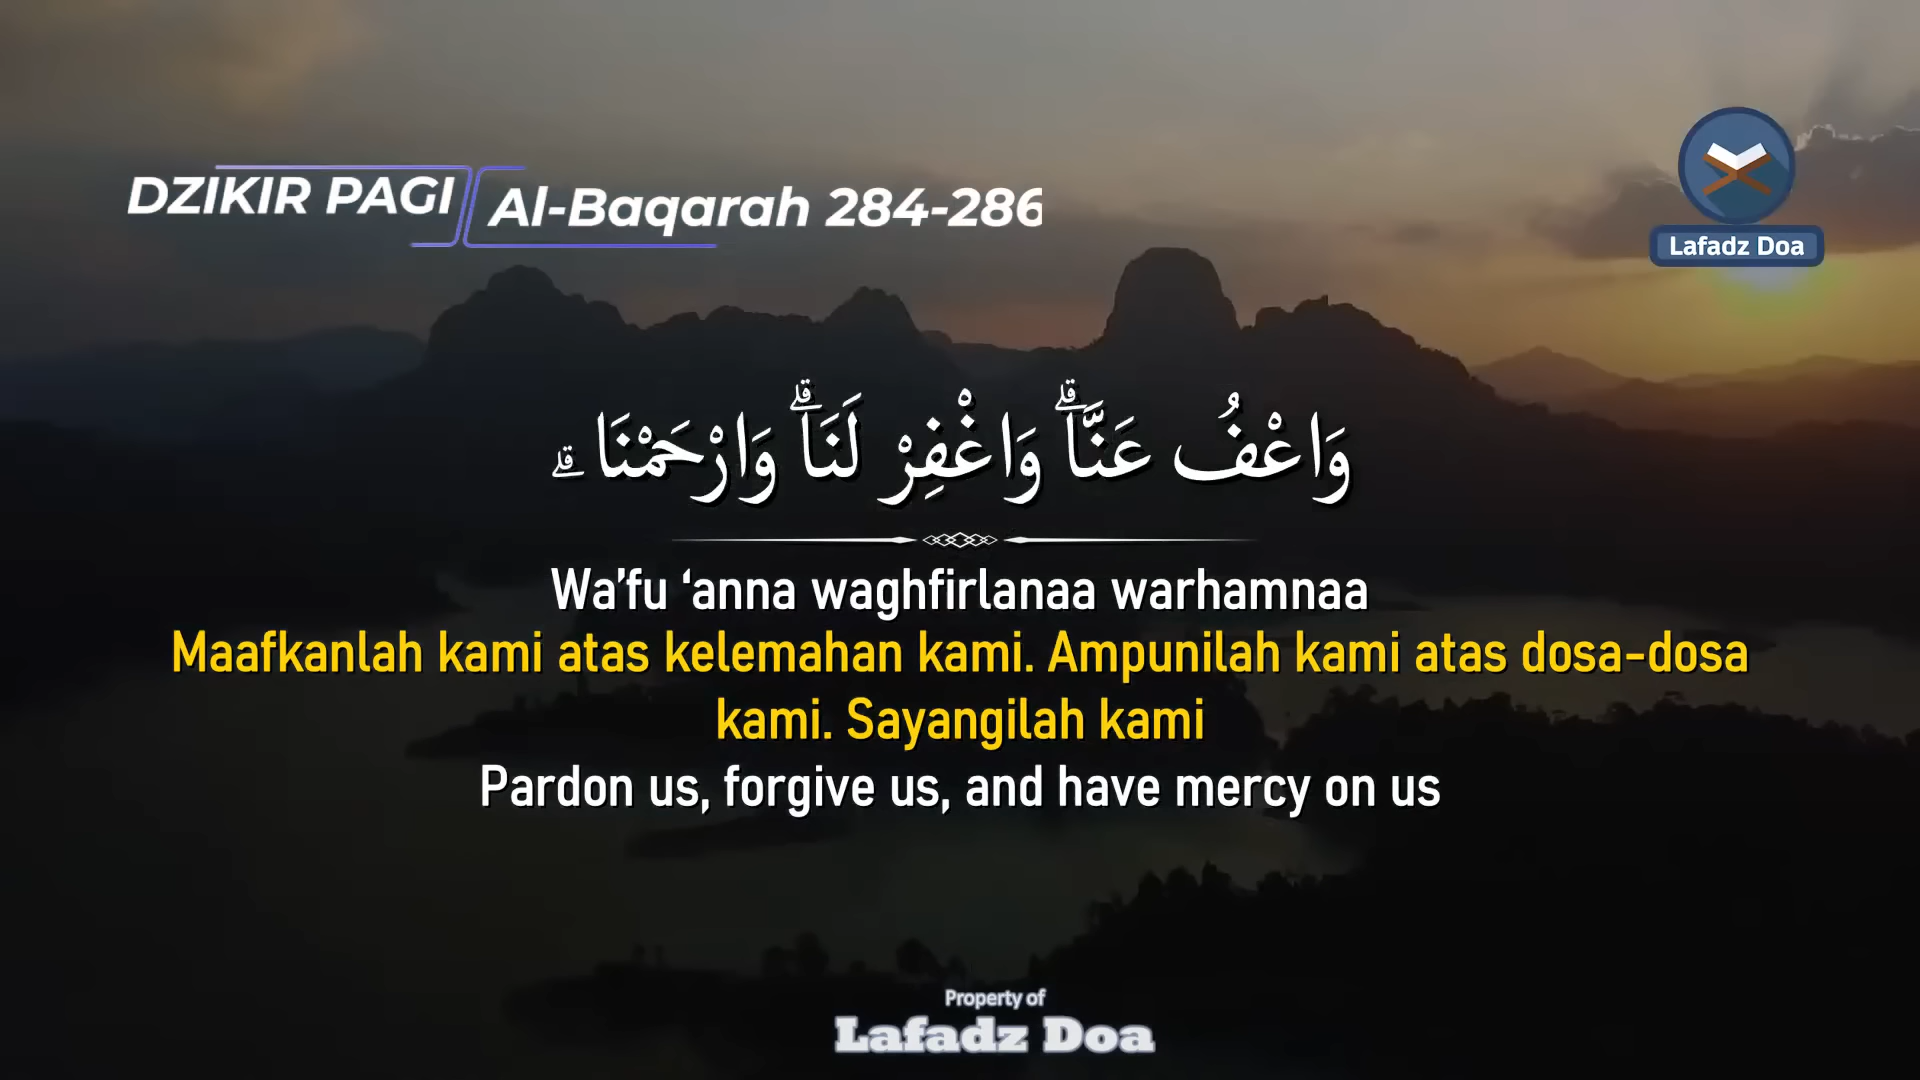 DZIKIR PAGI
Al-Baqarah 284-286
Lafadz Doa
وَاعْفُ عَنَّاۗ وَاغْفِرْ لَنَاۗ وَارْحَمْنَا ۗ
Wa’fu ‘anna waghfirlanaa warhamnaa
Maafkanlah kami atas kelemahan kami. Ampunilah kami atas dosa-dosa
kami. Sayangilah kami
Pardon us, forgive us, and have mercy on us
Property of
Lafadz Doa